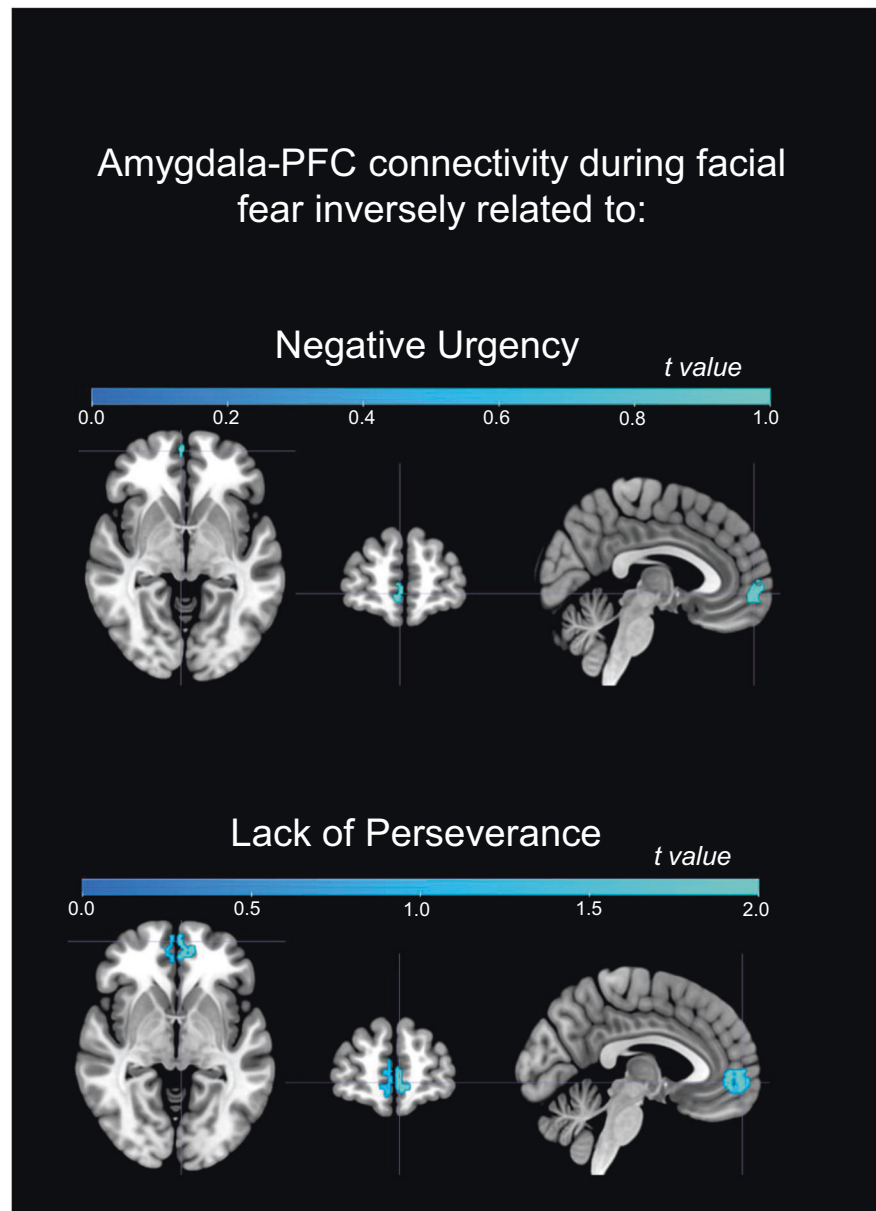 Amygdala-PFC connectivity during facial
fear inversely related to:
Negative Urgency
t value
0.0 0.2 0.4 0.6 0.8 1.0
Lack of Perseverance
t value
0.0 0.5 1.0 1.5 2.0